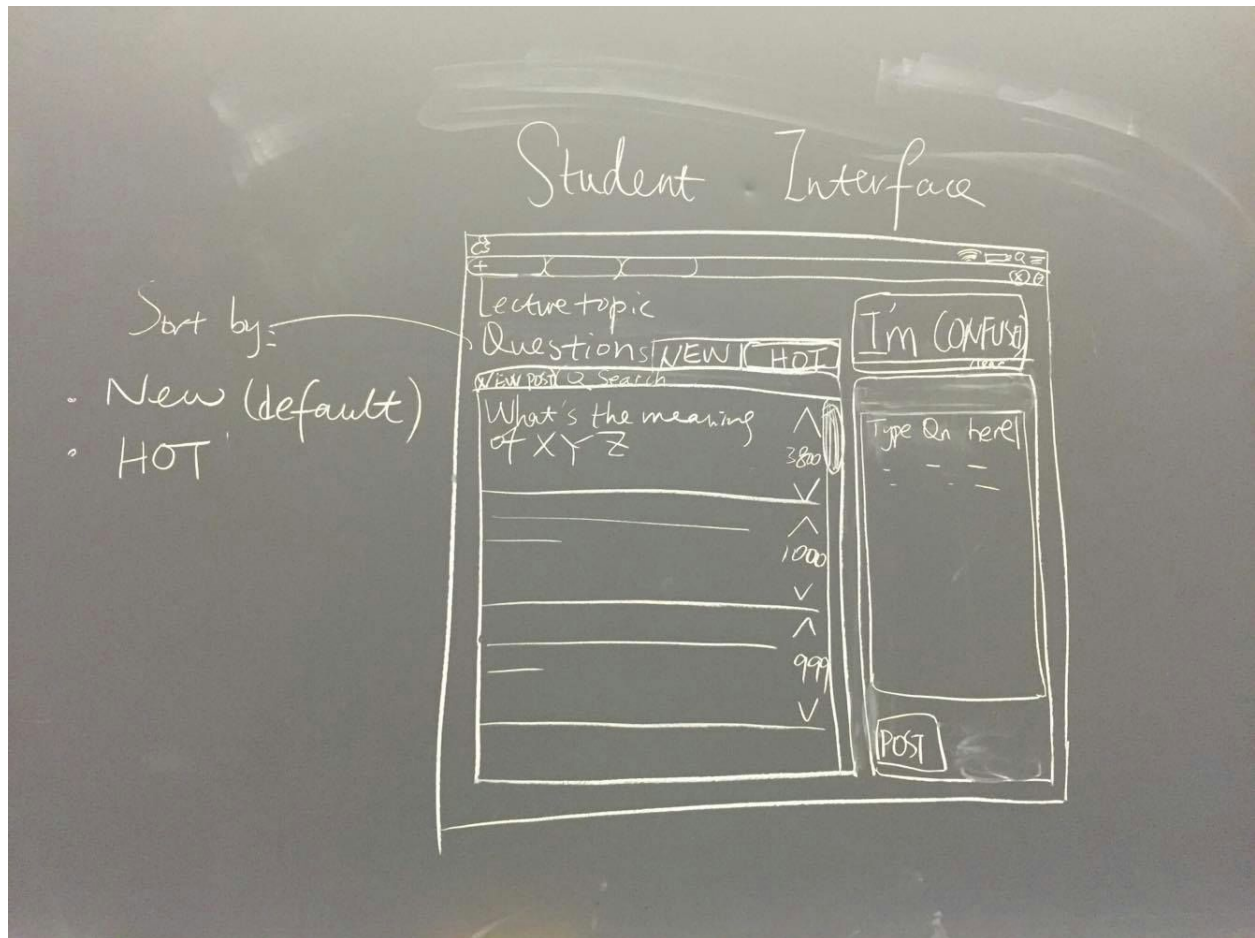 Student Interface
Sort by:
New (default)
HOT
Lecture topic
Questions NEW HOT
NEW POST Search
What's the meaning
of X Y Z
3800
1000
999
I'm CONFUSED
Type Qn here
POST